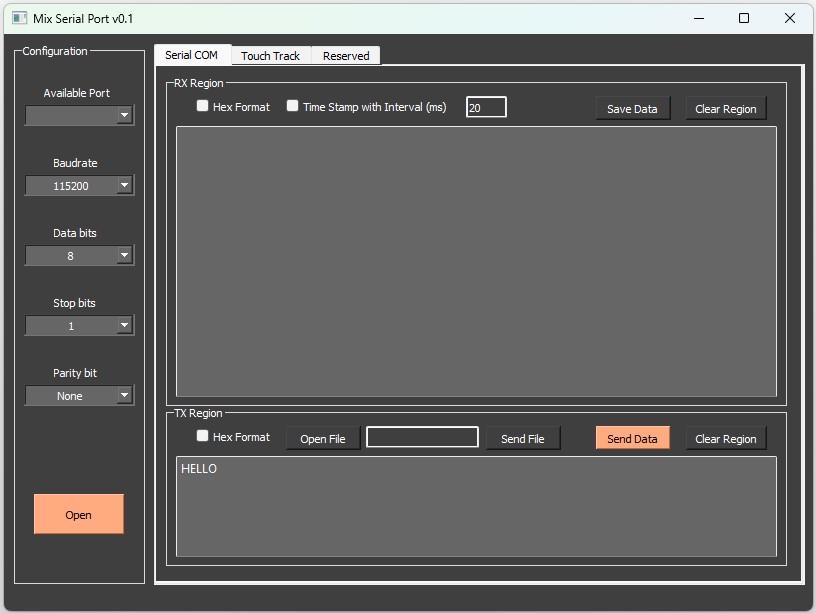 Mix Serial Port v0.1
Configuration
Available Port
Baudrate
115200
Data bits
8
Stop bits
1
Parity bit
None
Open
Serial COM Touch Track Reserved
RX Region
Hex Format Time Stamp with Interval (ms) 20 Save Data Clear Region
TX Region
Hex Format Open File Send File Send Data Clear Region
HELLO